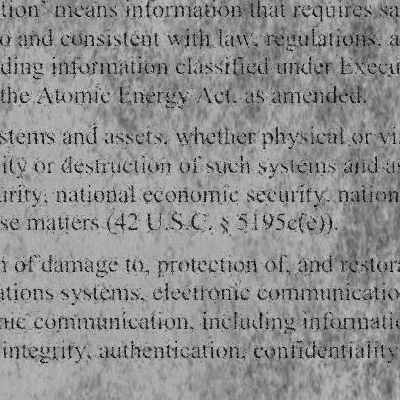 tion" means information that requires sa
o and consistent with law, regulations, a
ding information classified under Execu
the Atomic Energy Act, as amended.
stems and assets, whether physical or vi
ity or destruction of such systems and as
urity, national economic security, nation
se matters (42 U.S.C. § 5195c(e)).
n of damage to, protection of, and restora
ations systems, electronic communicatio
nic communication, including informatio
integrity, authentication, confidentiality